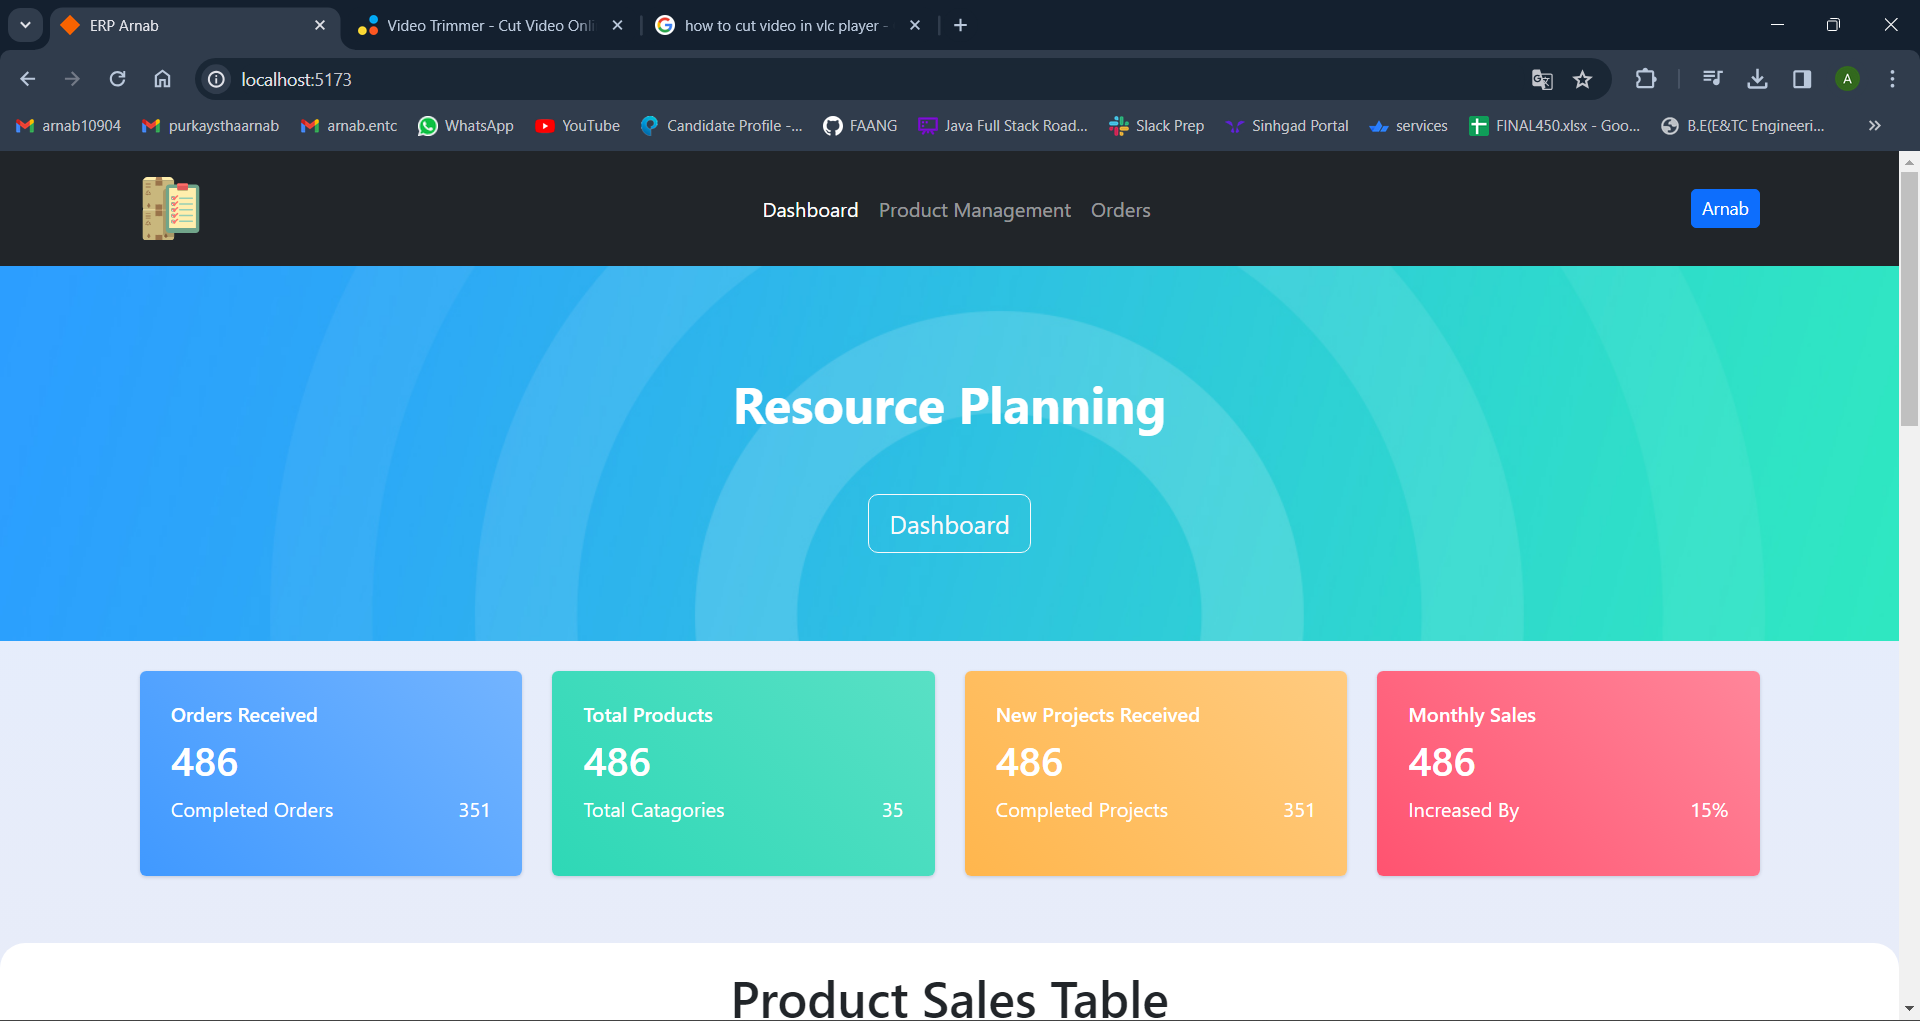 ERP Arnab
Video Trimmer - Cut Video Onli
how to cut video in vlc player -
localhost:5173
A
arnab10904
purkaysthaarnab
arnab.entc
WhatsApp
YouTube
Candidate Profile -...
FAANG
Java Full Stack Road...
Slack Prep
Sinhgad Portal
services
FINAL450.xlsx - Goo...
B.E(E&TC Engineeri...
Dashboard
Product Management
Orders
Arnab
Resource Planning
Dashboard
Orders Received
486
Completed Orders 351
Total Products
486
Total Catagories 35
New Projects Received
486
Completed Projects 351
Monthly Sales
486
Increased By 15%
Product Sales Table